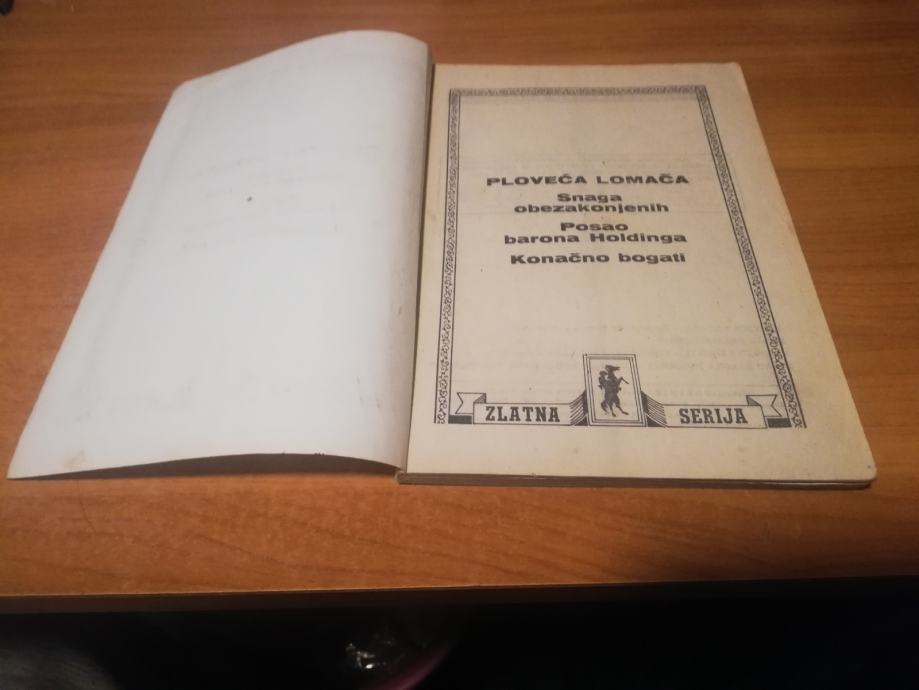 PLOVEĆA LOMAČA
Snaga
obezakonjenih
Posao
barona Holdinga
Konačno bogati
ZLATNA SERIJA